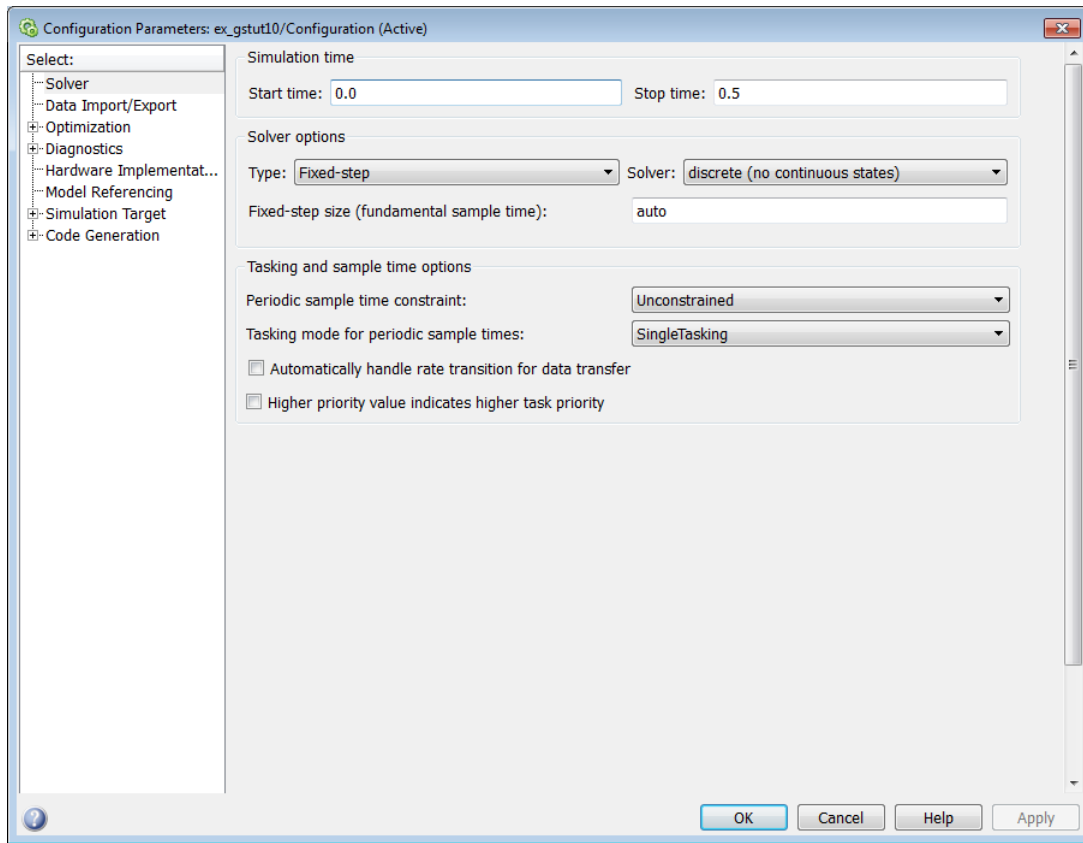 Configuration Parameters: ex_gstut10/Configuration (Active)
Select:
Solver
Data Import/Export
Optimization
Diagnostics
Hardware Implementat...
Model Referencing
Simulation Target
Code Generation
Simulation time
Start time: 0.0 Stop time: 0.5
Solver options
Type: Fixed-step Solver: discrete (no continuous states)
Fixed-step size (fundamental sample time): auto
Tasking and sample time options
Periodic sample time constraint: Unconstrained
Tasking mode for periodic sample times: SingleTasking
Automatically handle rate transition for data transfer
Higher priority value indicates higher task priority
OK Cancel Help Apply